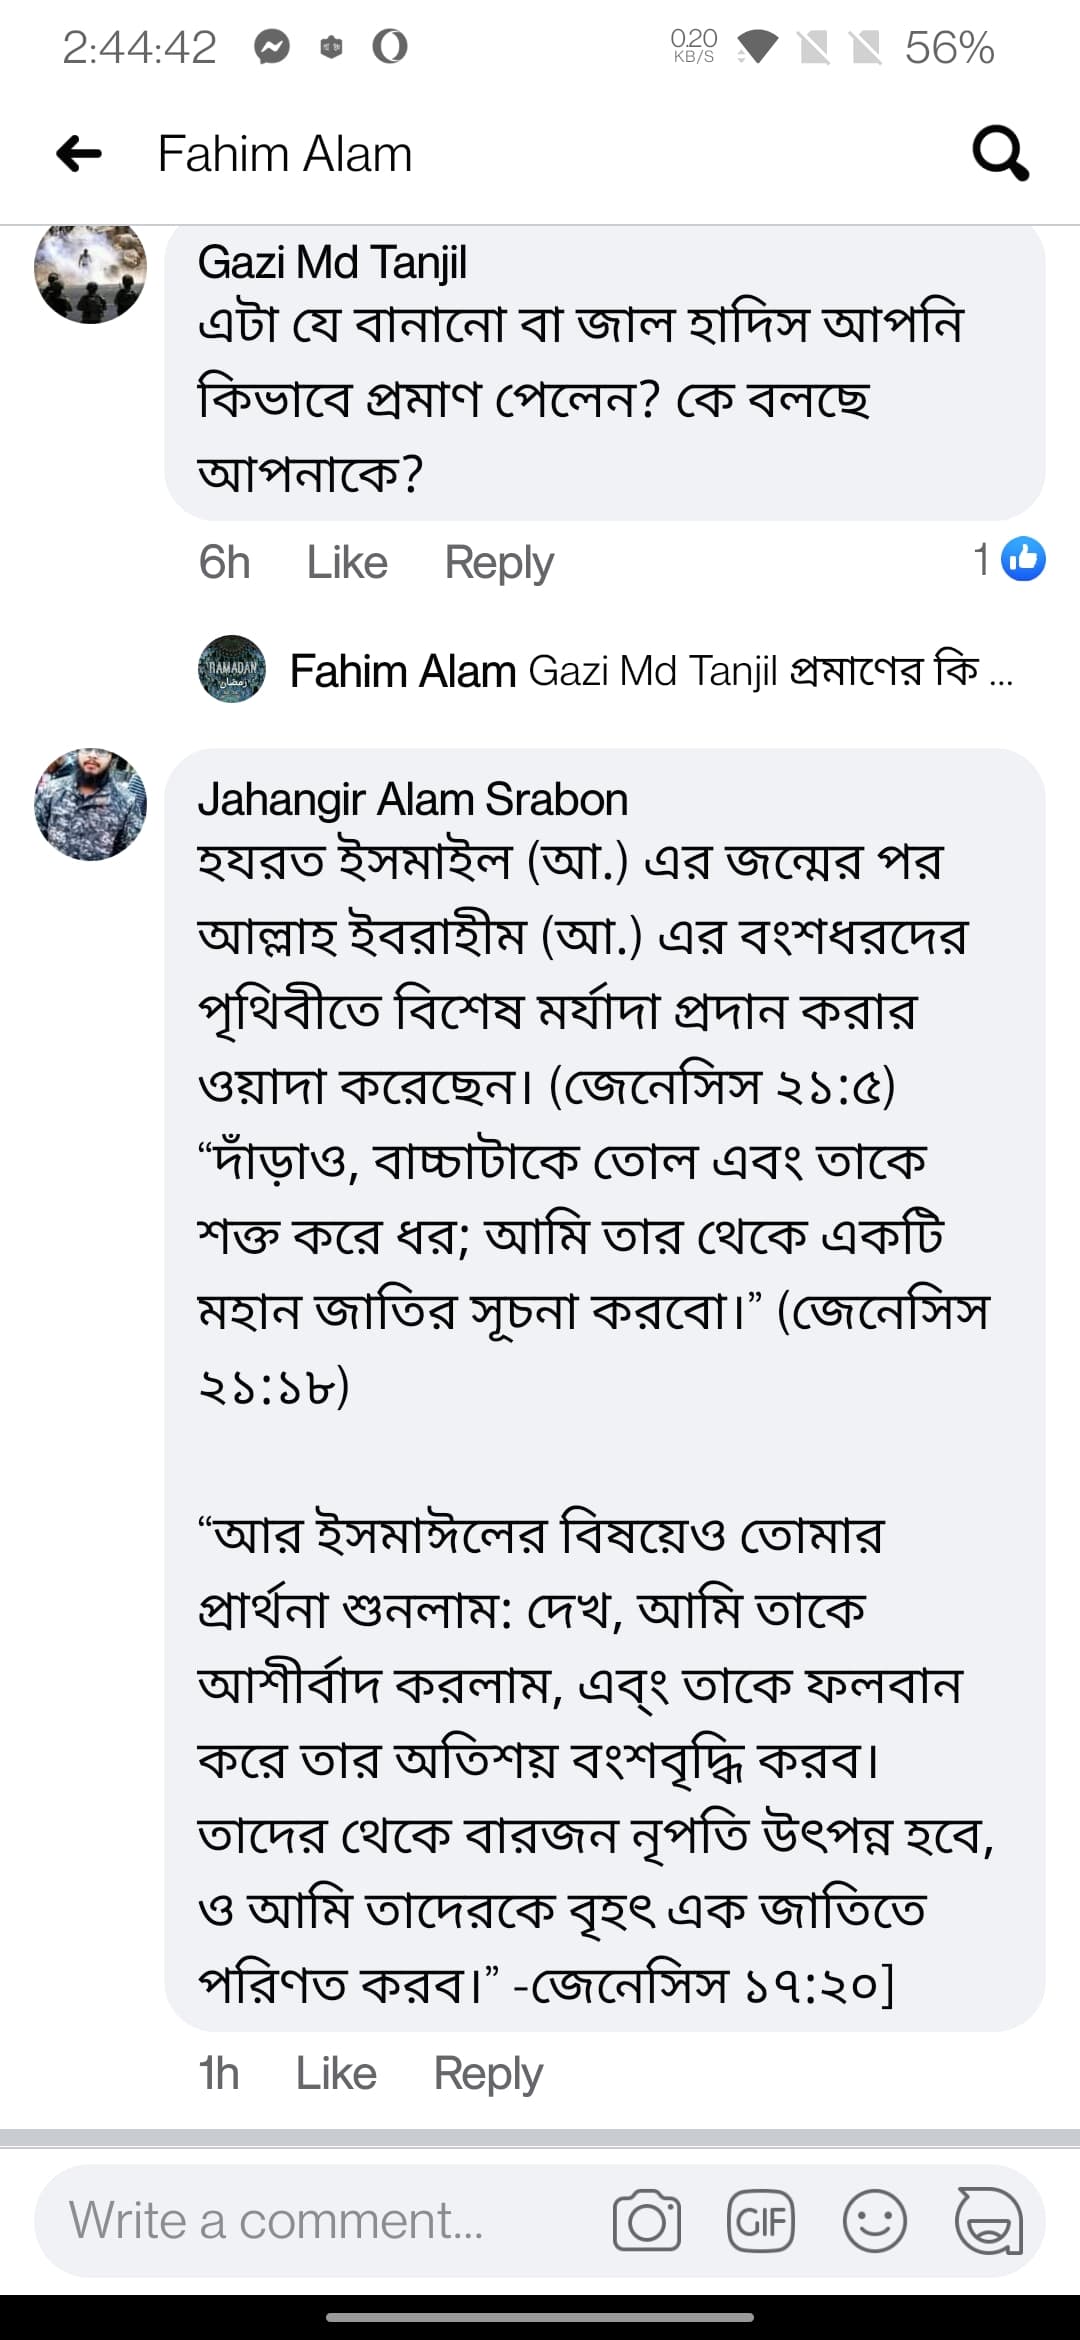 2:44:42
0.20
KB/S
56%
Fahim Alam
Gazi Md Tanjil
এটা যে বানানো বা জাল হাদিস আপনি
কিভাবে প্রমাণ পেলেন? কে বলছে
আপনাকে?
6h Like Reply 1
RAMADAN
رمضان
Fahim Alam Gazi Md Tanjil প্রমাণের কি ...
Jahangir Alam Srabon
হযরত ইসমাইল (আ.) এর জন্মের পর
আল্লাহ ইবরাহীম (আ.) এর বংশধরদের
পৃথিবীতে বিশেষ মর্যাদা প্রদান করার
ওয়াদা করেছেন। (জেনেসিস ২১:৫)
“দাঁড়াও, বাচ্চাটাকে তোল এবং তাকে
শক্ত করে ধর; আমি তার থেকে একটি
মহান জাতির সূচনা করবো।” (জেনেসিস
২১:১৮)
“আর ইসমাঈলের বিষয়েও তোমার
প্রার্থনা শুনলাম: দেখ, আমি তাকে
আশীর্বাদ করলাম, এব্ং তাকে ফলবান
করে তার অতিশয় বংশবৃদ্ধি করব।
তাদের থেকে বারজন নৃপতি উৎপন্ন হবে,
ও আমি তাদেরকে বৃহৎ এক জাতিতে
পরিণত করব।” -জেনেসিস ১৭:২০]
1h Like Reply
Write a comment...
GIF